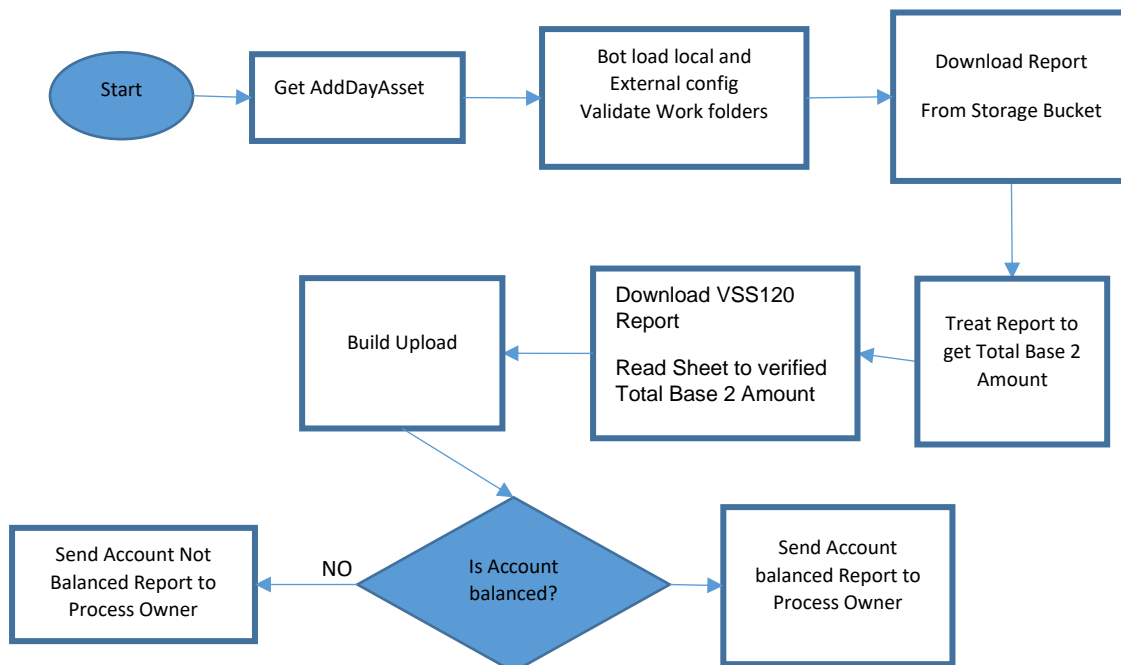 Start
Get AddDayAsset
Bot load local and
External config
Validate Work folders
Download Report
From Storage Bucket
Treat Report to
get Total Base 2
Amount
Download VSS120
Report
Read Sheet to verified
Total Base 2 Amount
Build Upload
Is Account
balanced?
NO
Send Account Not
Balanced Report to
Process Owner
Send Account
balanced Report to
Process Owner